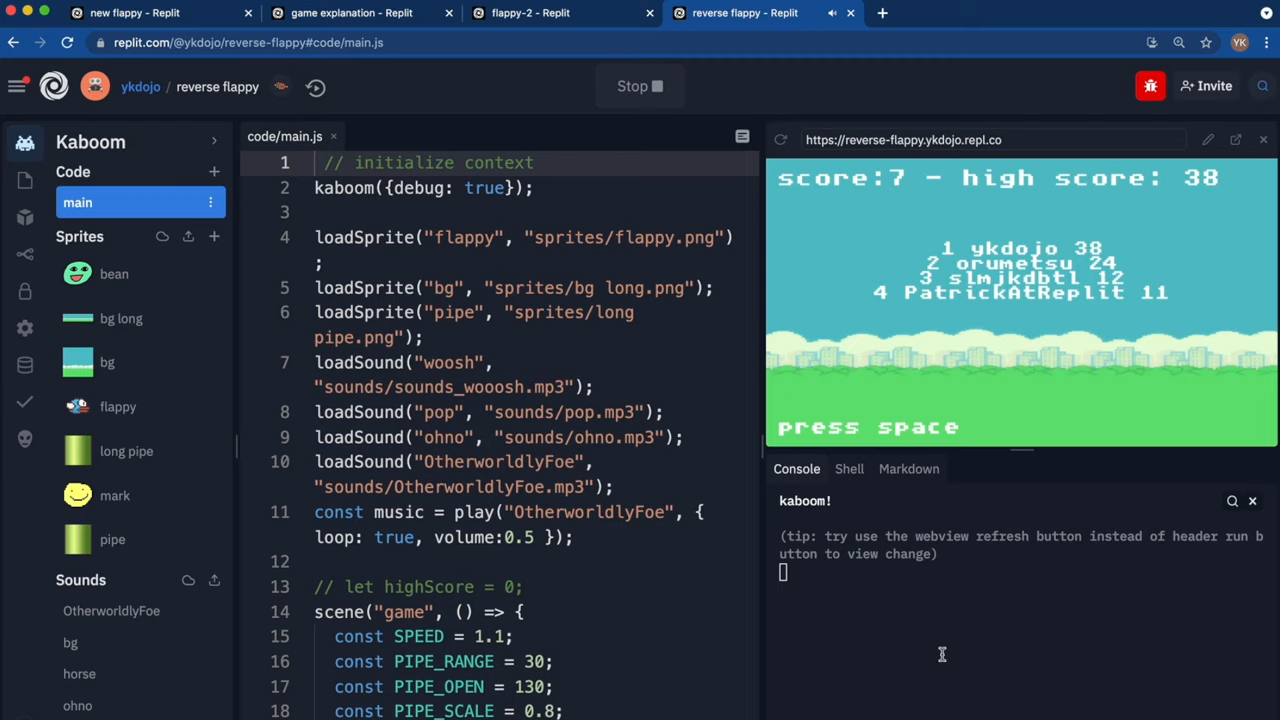 new flappy - Replit
game explanation - Replit
flappy-2 - Replit
reverse flappy - Replit
replit.com/@ykdojo/reverse-flappy#code/main.js
YK
ykdojo / reverse flappy
Stop
Invite
Kaboom
Code
main
Sprites
bean
bg long
bg
flappy
long pipe
mark
pipe
Sounds
OtherworldlyFoe
bg
horse
ohno
code/main.js
1 // initialize context
2 kaboom({debug: true});
3
4 loadSprite("flappy", "sprites/flappy.png")
;
5 loadSprite("bg", "sprites/bg long.png");
6 loadSprite("pipe", "sprites/long
pipe.png");
7 loadSound("woosh",
"sounds/sounds_wooosh.mp3");
8 loadSound("pop", "sounds/pop.mp3");
9 loadSound("ohno", "sounds/ohno.mp3");
10 loadSound("OtherworldlyFoe",
"sounds/OtherworldlyFoe.mp3");
11 const music = play("OtherworldlyFoe", {
loop: true, volume:0.5 });
12
13 // let highScore = 0;
14 scene("game", () => {
15 const SPEED = 1.1;
16 const PIPE_RANGE = 30;
17 const PIPE_OPEN = 130;
18 const PIPE_SCALE = 0.8;
https://reverse-flappy.ykdojo.repl.co
score:7 - high score: 38
1 ykdojo 38
2 orumetsu 24
3 slmjkdbtl 12
4 PatrickAtReplit 11
press space
Console
Shell
Markdown
kaboom!
(tip: try use the webview refresh button instead of header run b
utton to view change)